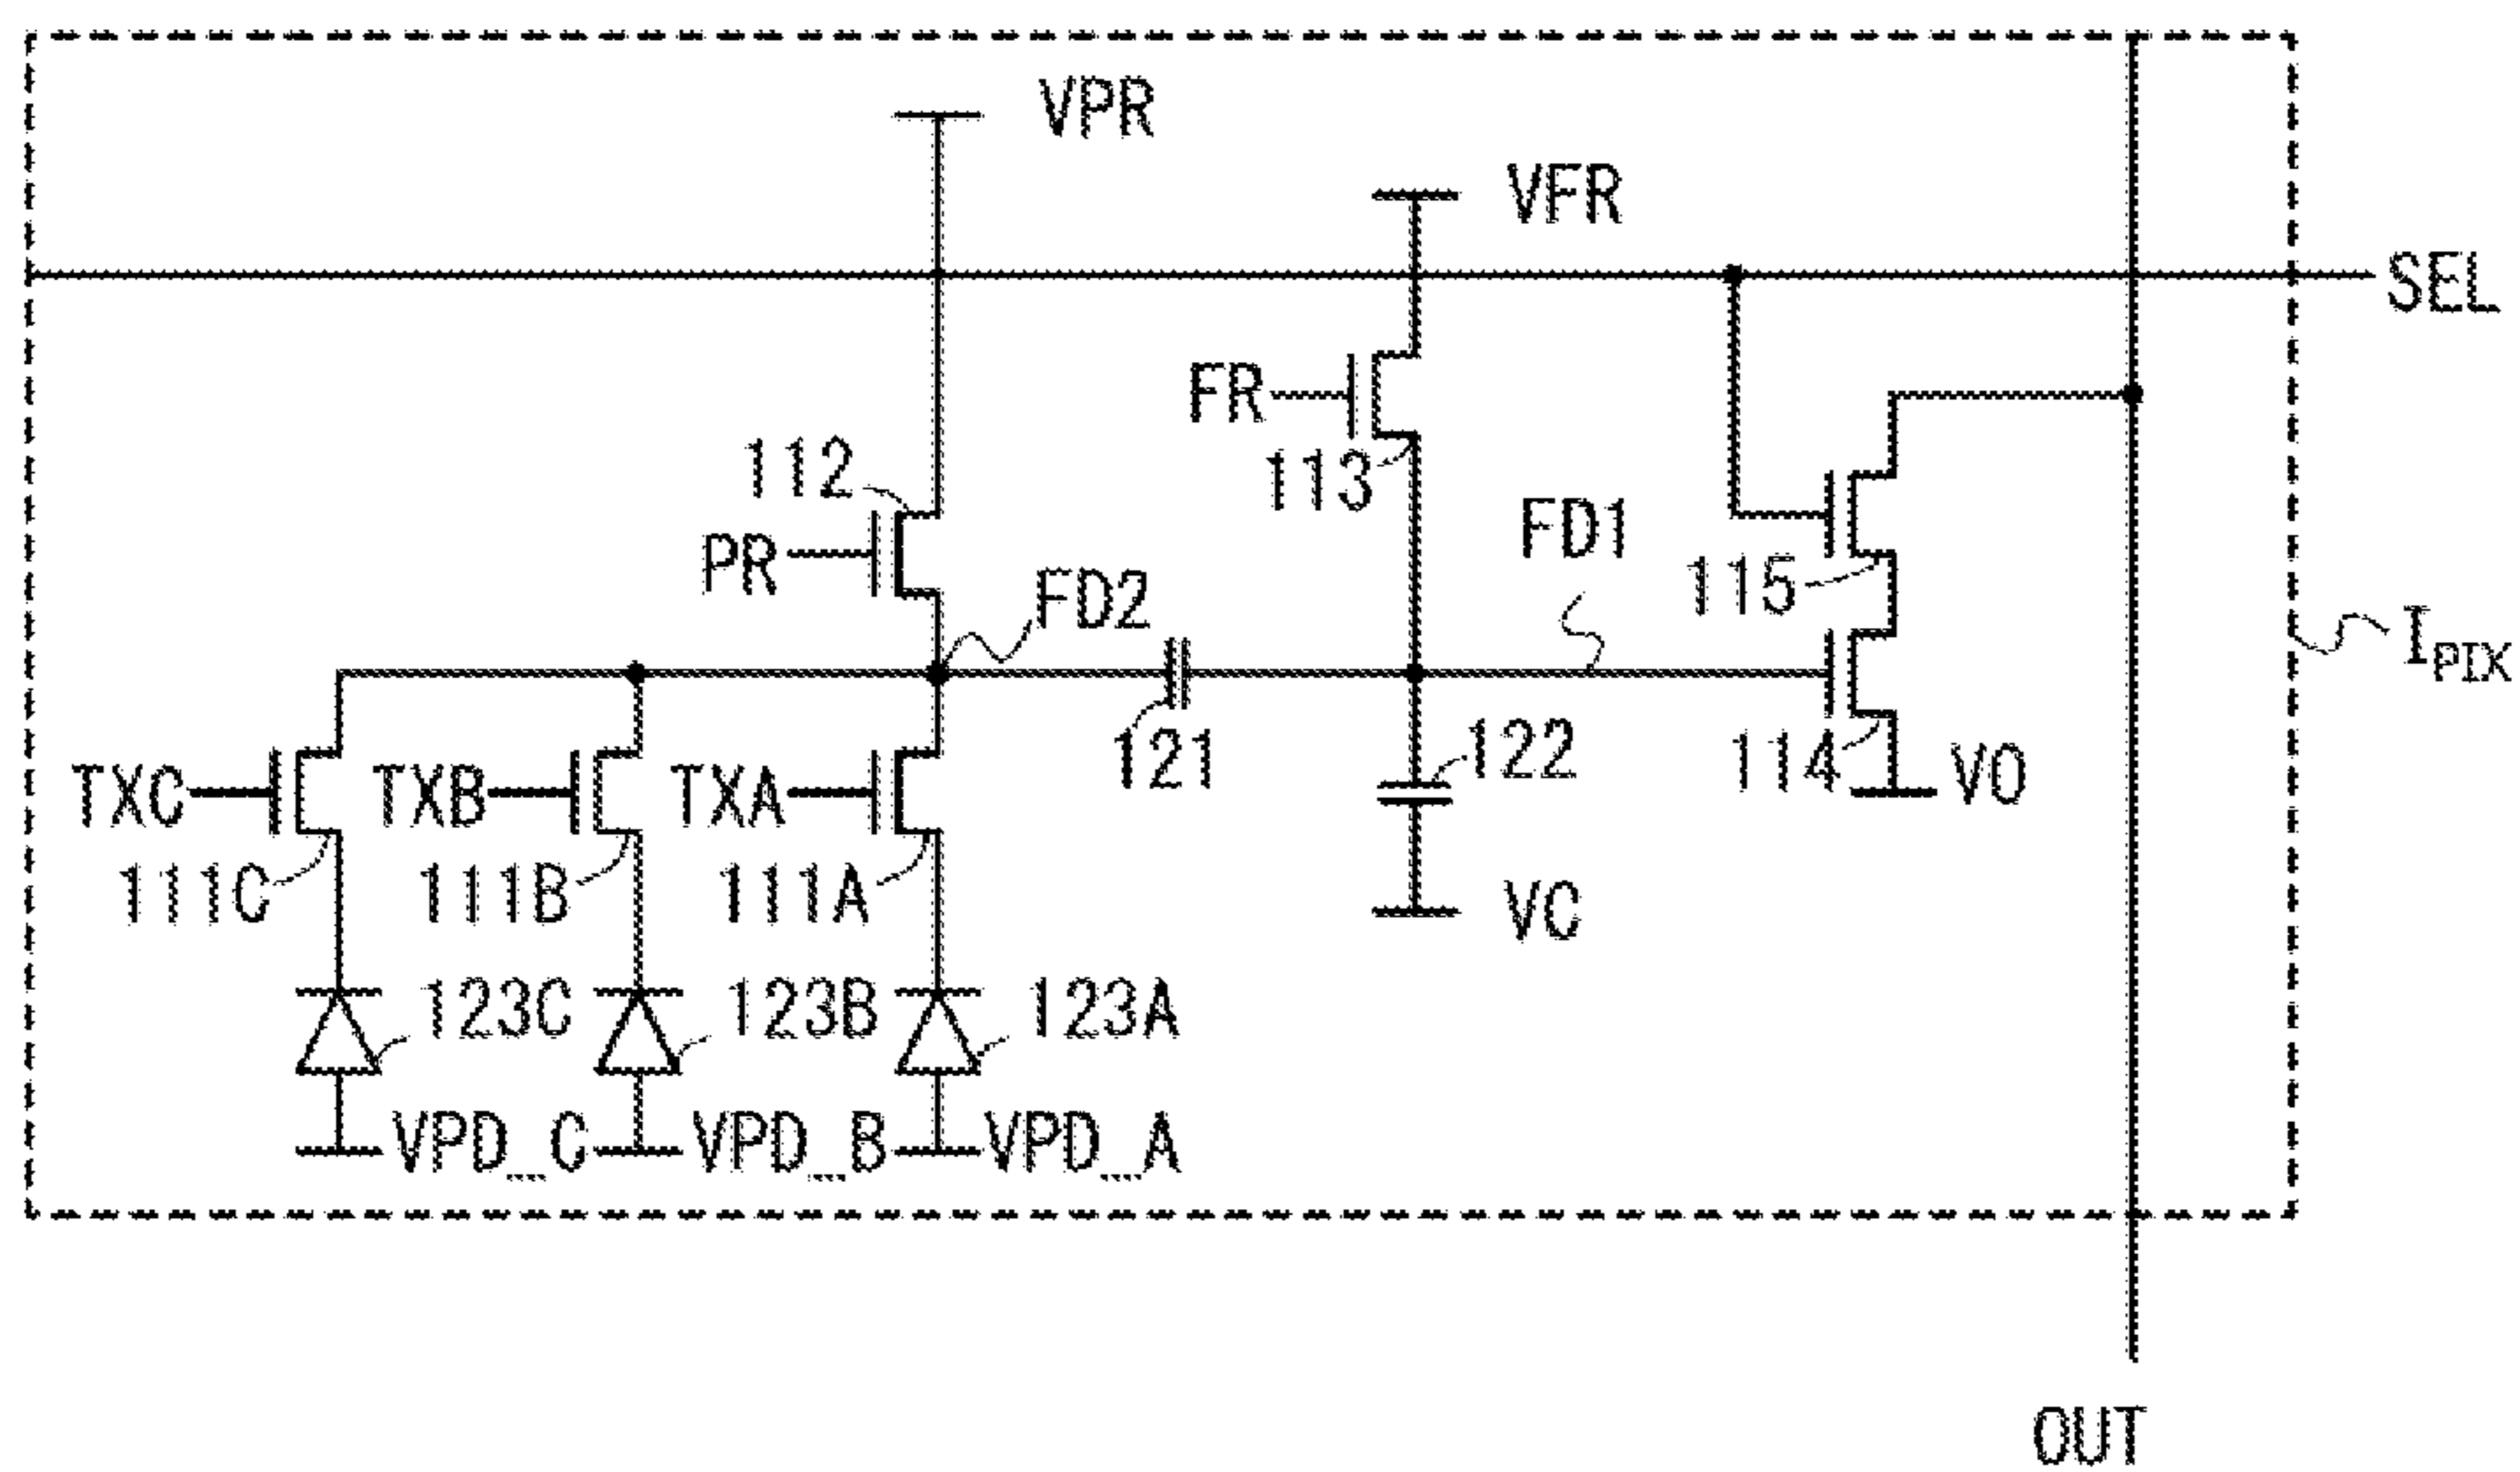 VPR
VFR
SEL
FR
113
112
PR
FD2
FD1
115
I_PIX
121
122
114
VO
TXC
TXB
TXA
111C
111B
111A
VC
123C
123B
123A
VPD_C
VPD_B
VPD_A
OUT